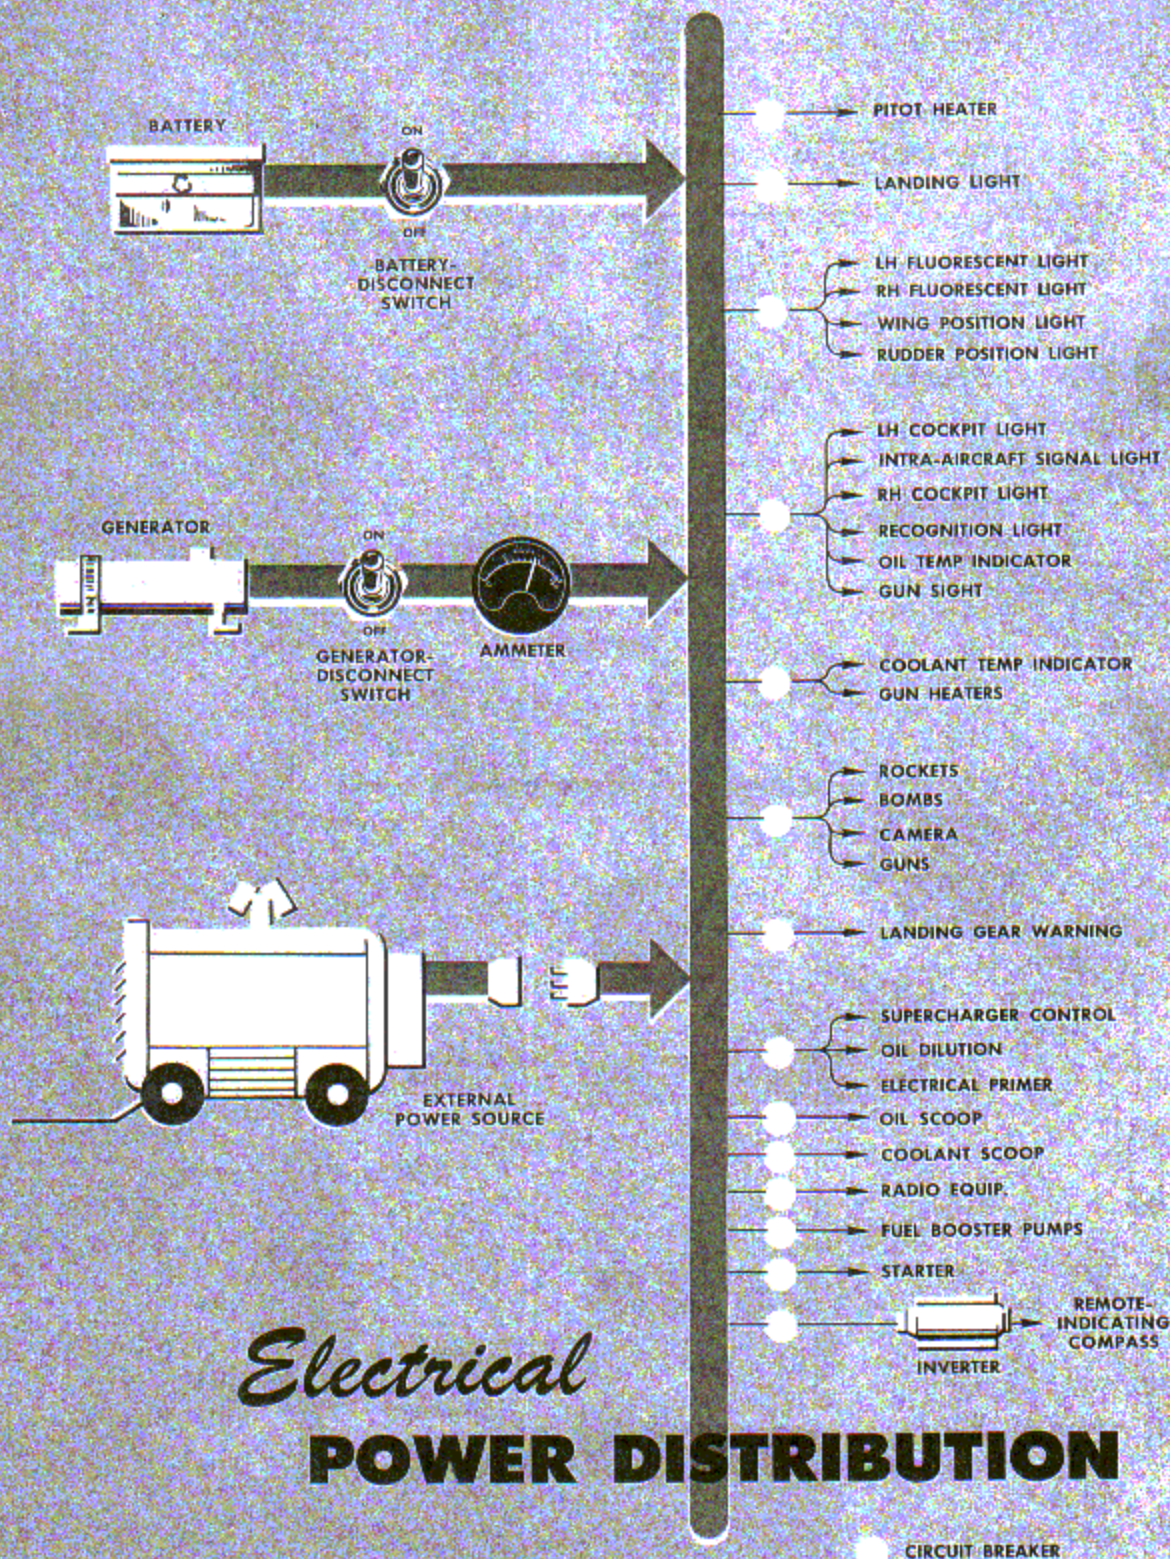 BATTERY
ON
OFF
BATTERY-
DISCONNECT
SWITCH
GENERATOR
ON
OFF
GENERATOR-
DISCONNECT
SWITCH
AMMETER
EXTERNAL
POWER SOURCE
PITOT HEATER
LANDING LIGHT
LH FLUORESCENT LIGHT
RH FLUORESCENT LIGHT
WING POSITION LIGHT
RUDDER POSITION LIGHT
LH COCKPIT LIGHT
INTRA-AIRCRAFT SIGNAL LIGHT
RH COCKPIT LIGHT
RECOGNITION LIGHT
OIL TEMP INDICATOR
GUN SIGHT
COOLANT TEMP INDICATOR
GUN HEATERS
ROCKETS
BOMBS
CAMERA
GUNS
LANDING GEAR WARNING
SUPERCHARGER CONTROL
OIL DILUTION
ELECTRICAL PRIMER
OIL SCOOP
COOLANT SCOOP
RADIO EQUIP.
FUEL BOOSTER PUMPS
STARTER
REMOTE-
INDICATING
COMPASS
INVERTER
Electrical
POWER DISTRIBUTION
CIRCUIT BREAKER